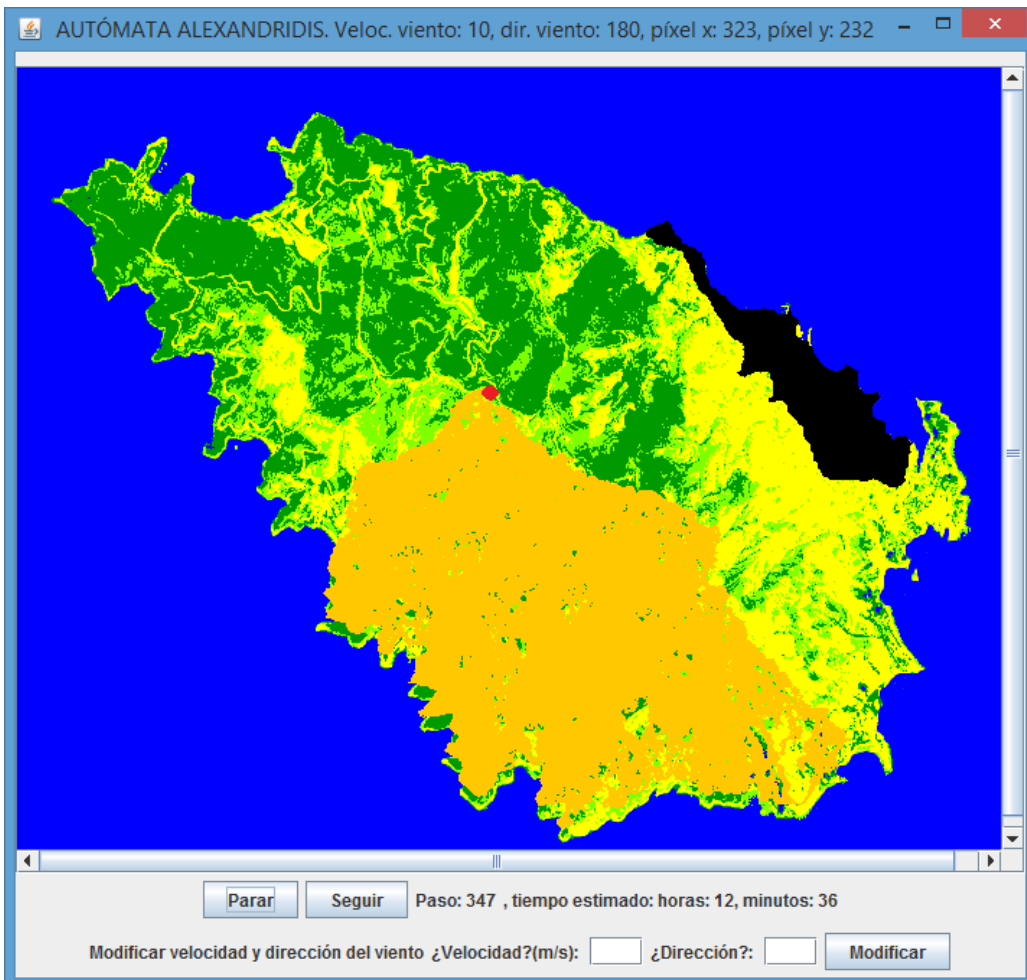 AUTÓMATA ALEXANDRIDIS. Veloc. viento: 10, dir. viento: 180, píxel x: 323, píxel y: 232
Parar Seguir Paso: 347 , tiempo estimado: horas: 12, minutos: 36
Modificar velocidad y dirección del viento ¿Velocidad?(m/s): ¿Dirección?: Modificar